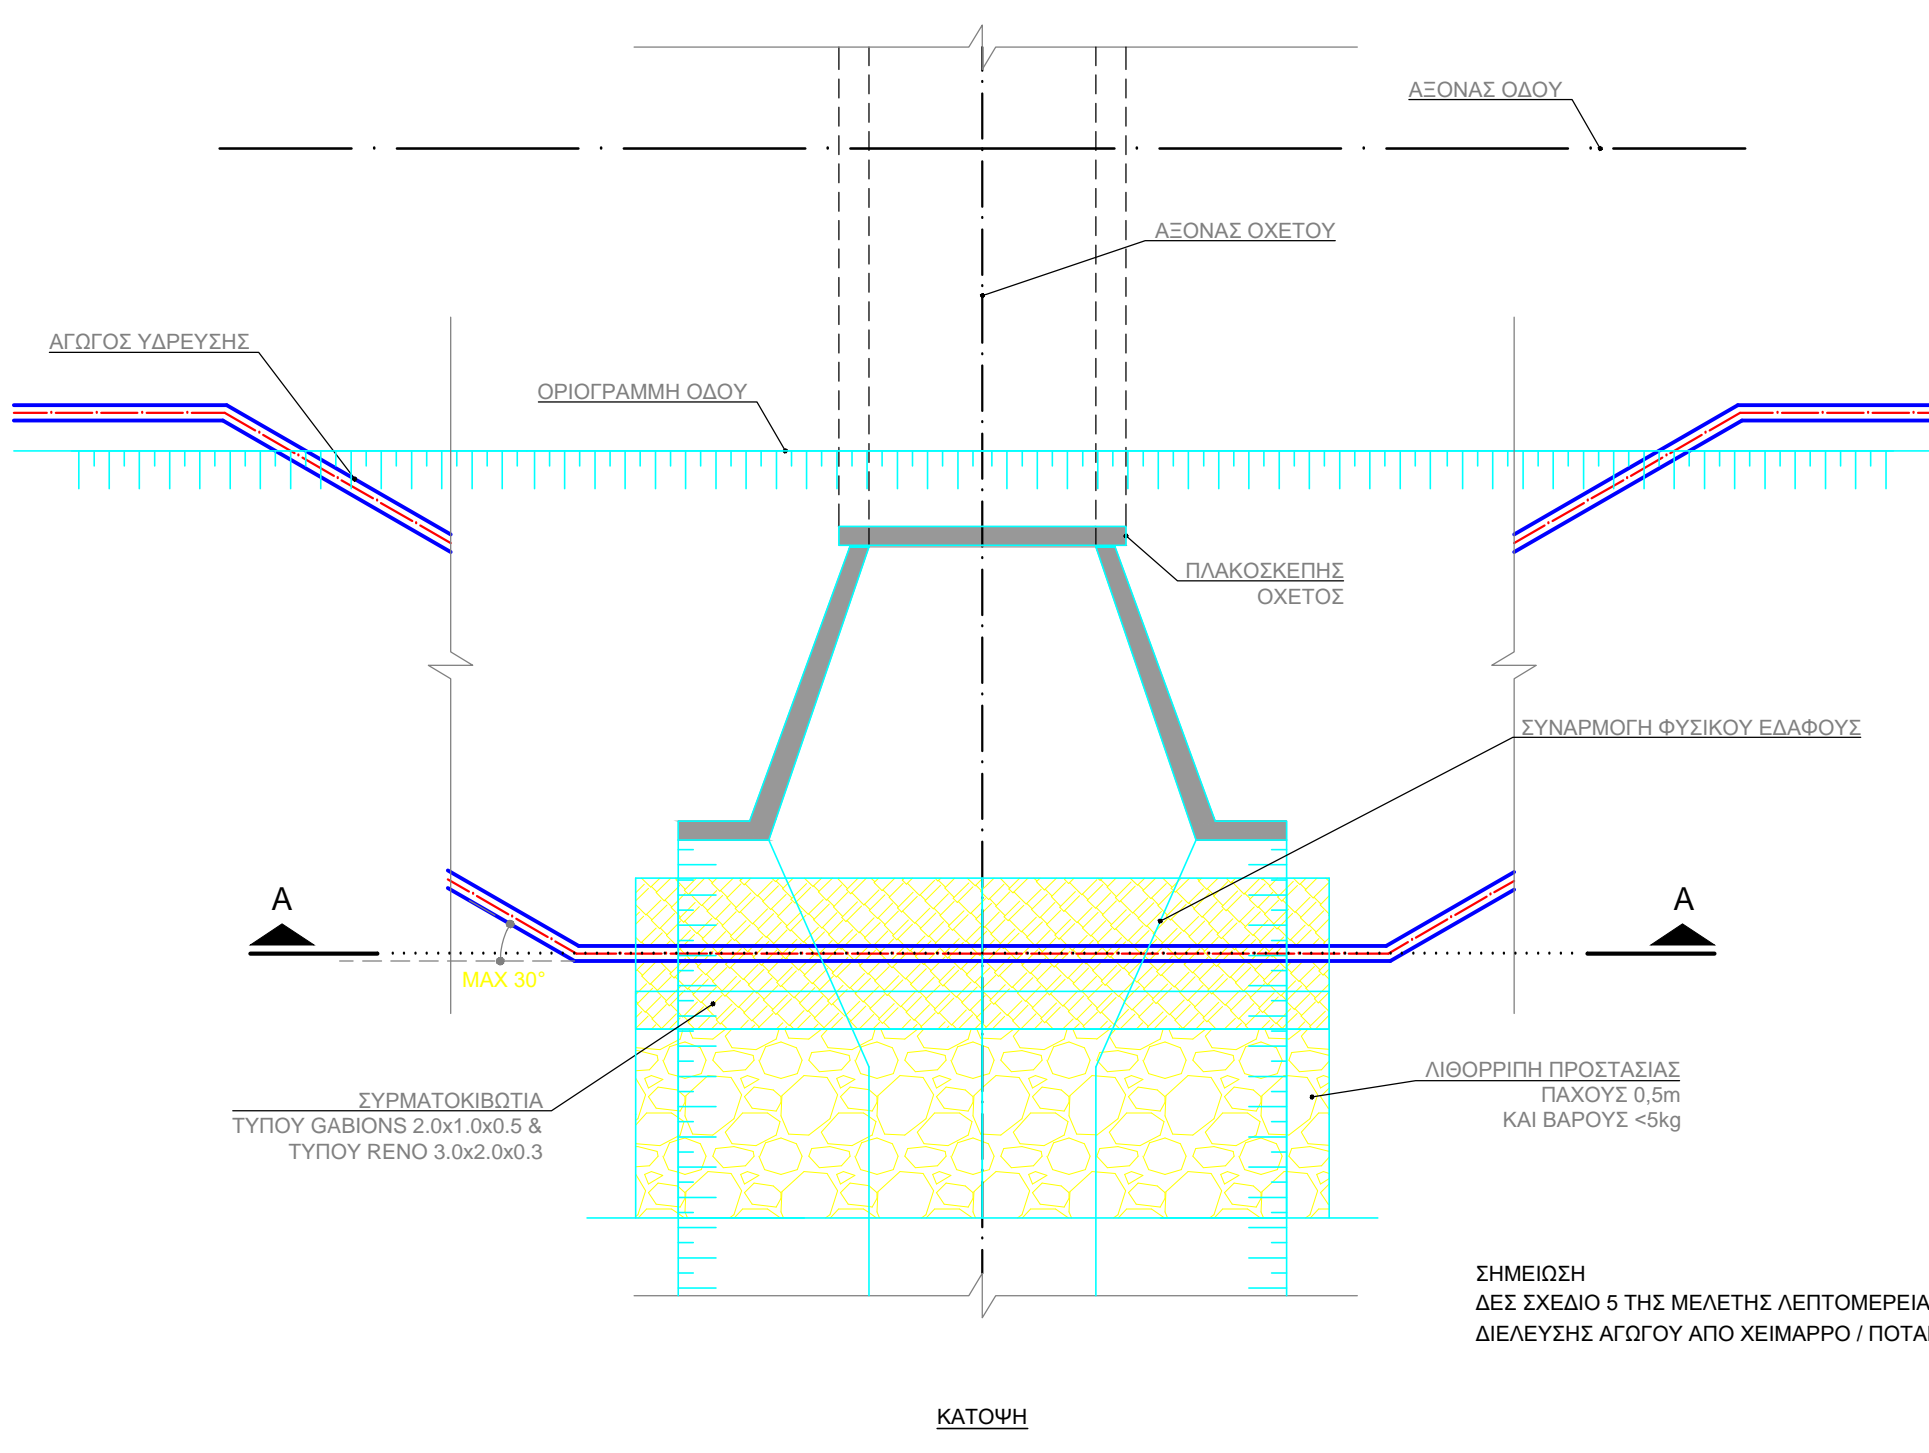 ΑΞΟΝΑΣ ΟΔΟΥ
ΑΞΟΝΑΣ ΟΧΕΤΟΥ
ΑΓΩΓΟΣ ΥΔΡΕΥΣΗΣ
ΟΡΙΟΓΡΑΜΜΗ ΟΔΟΥ
ΠΛΑΚΟΣΚΕΠΗΣ
ΟΧΕΤΟΣ
ΣΥΝΑΡΜΟΓΗ ΦΥΣΙΚΟΥ ΕΔΑΦΟΥΣ
Α
Α
MAX 30°
ΛΙΘΟΡΡΙΠΗ ΠΡΟΣΤΑΣΙΑΣ
ΠΑΧΟΥΣ 0,5m
ΚΑΙ ΒΑΡΟΥΣ <5kg
ΣΥΡΜΑΤΟΚΙΒΩΤΙΑ
ΤΥΠΟΥ GABIONS 2.0x1.0x0.5 &
ΤΥΠΟΥ RENO 3.0x2.0x0.3
ΣΗΜΕΙΩΣΗ
ΔΕΣ ΣΧΕΔΙΟ 5 ΤΗΣ ΜΕΛΕΤΗΣ ΛΕΠΤΟΜΕΡΕΙΑ
ΔΙΕΛΕΥΣΗΣ ΑΓΩΓΟΥ ΑΠΟ ΧΕΙΜΑΡΡΟ /
ΚΑΤΟΨΗ